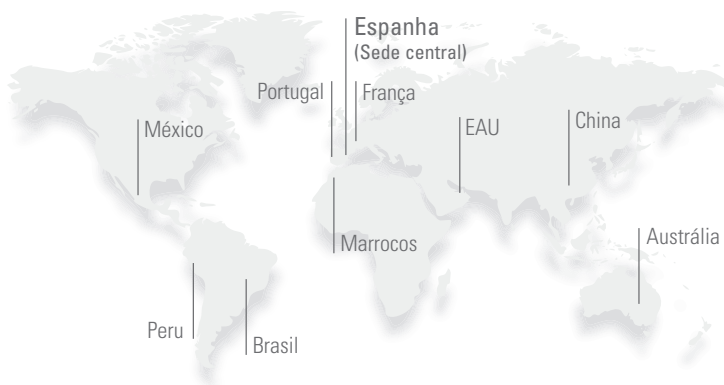 Espanha
(Sede central)
Portugal
França
México
EAU
China
Marrocos
Austrália
Peru
Brasil